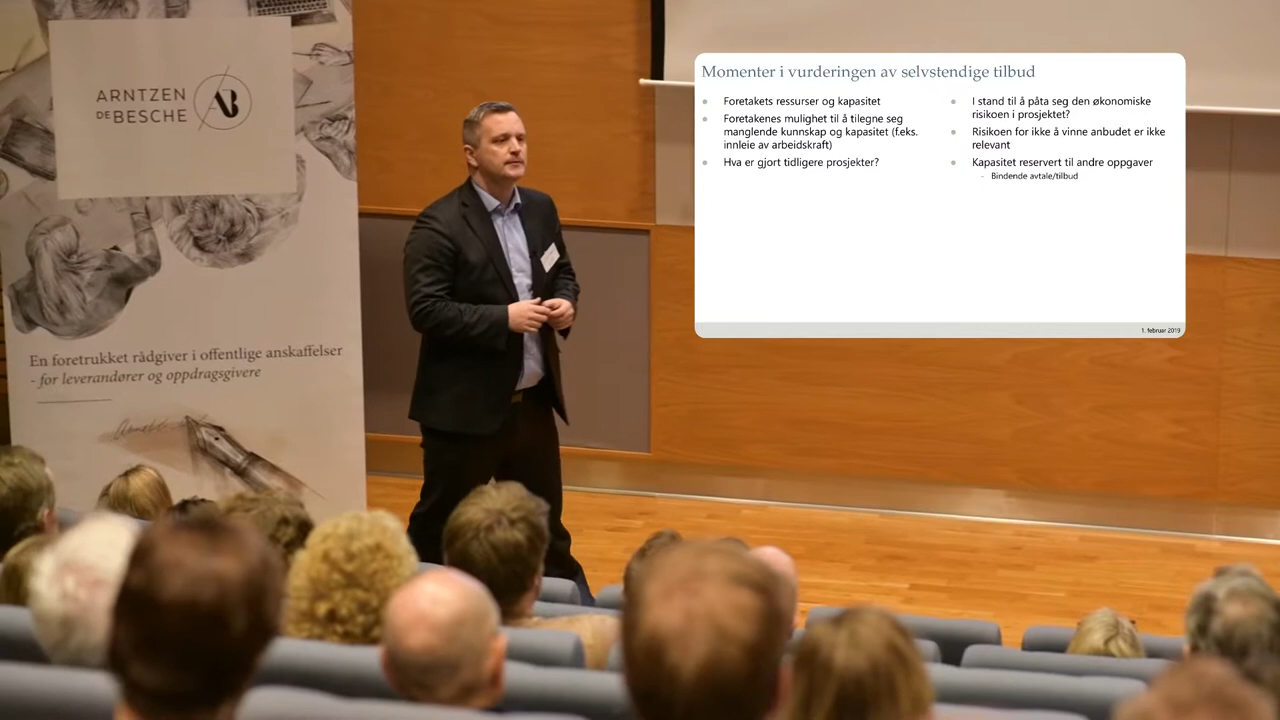 ARNTZEN
DE BESCHE
En foretrukket rådgiver i offentlige anskaffelser
- for leverandører og oppdragsgivere
Momenter i vurderingen av selvstendige tilbud
Foretakets ressurser og kapasitet
Foretakenes mulighet til å tilegne seg
manglende kunnskap og kapasitet (f.eks.
innleie av arbeidskraft)
Hva er gjort tidligere prosjekter?
I stand til å påta seg den økonomiske
risikoen i prosjektet?
Risikoen for ikke å vinne anbudet er ikke
relevant
Kapasitet reservert til andre oppgaver
- Bindende avtale/tilbud
1. februar 2019